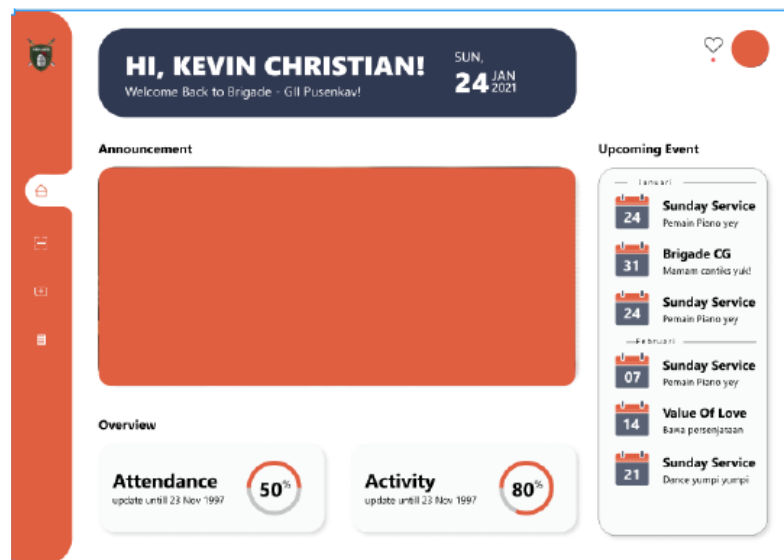 HI, KEVIN CHRISTIAN!
Welcome Back to Brigade - GII Pusenkav!
SUN,
24 JAN
2021
Announcement
Overview
Attendance
update untill 23 Nov 1997
50%
Activity
update untill 23 Nov 1997
80%
Upcoming Event
Januari
24
Sunday Service
Pemain Piano yey
31
Brigade CG
Mamam cantiks yuk!
24
Sunday Service
Pemain Piano yey
Februari
07
Sunday Service
Pemain Piano yey
14
Value Of Love
Bawa persenjataan
21
Sunday Service
Dance yumpi yumpi